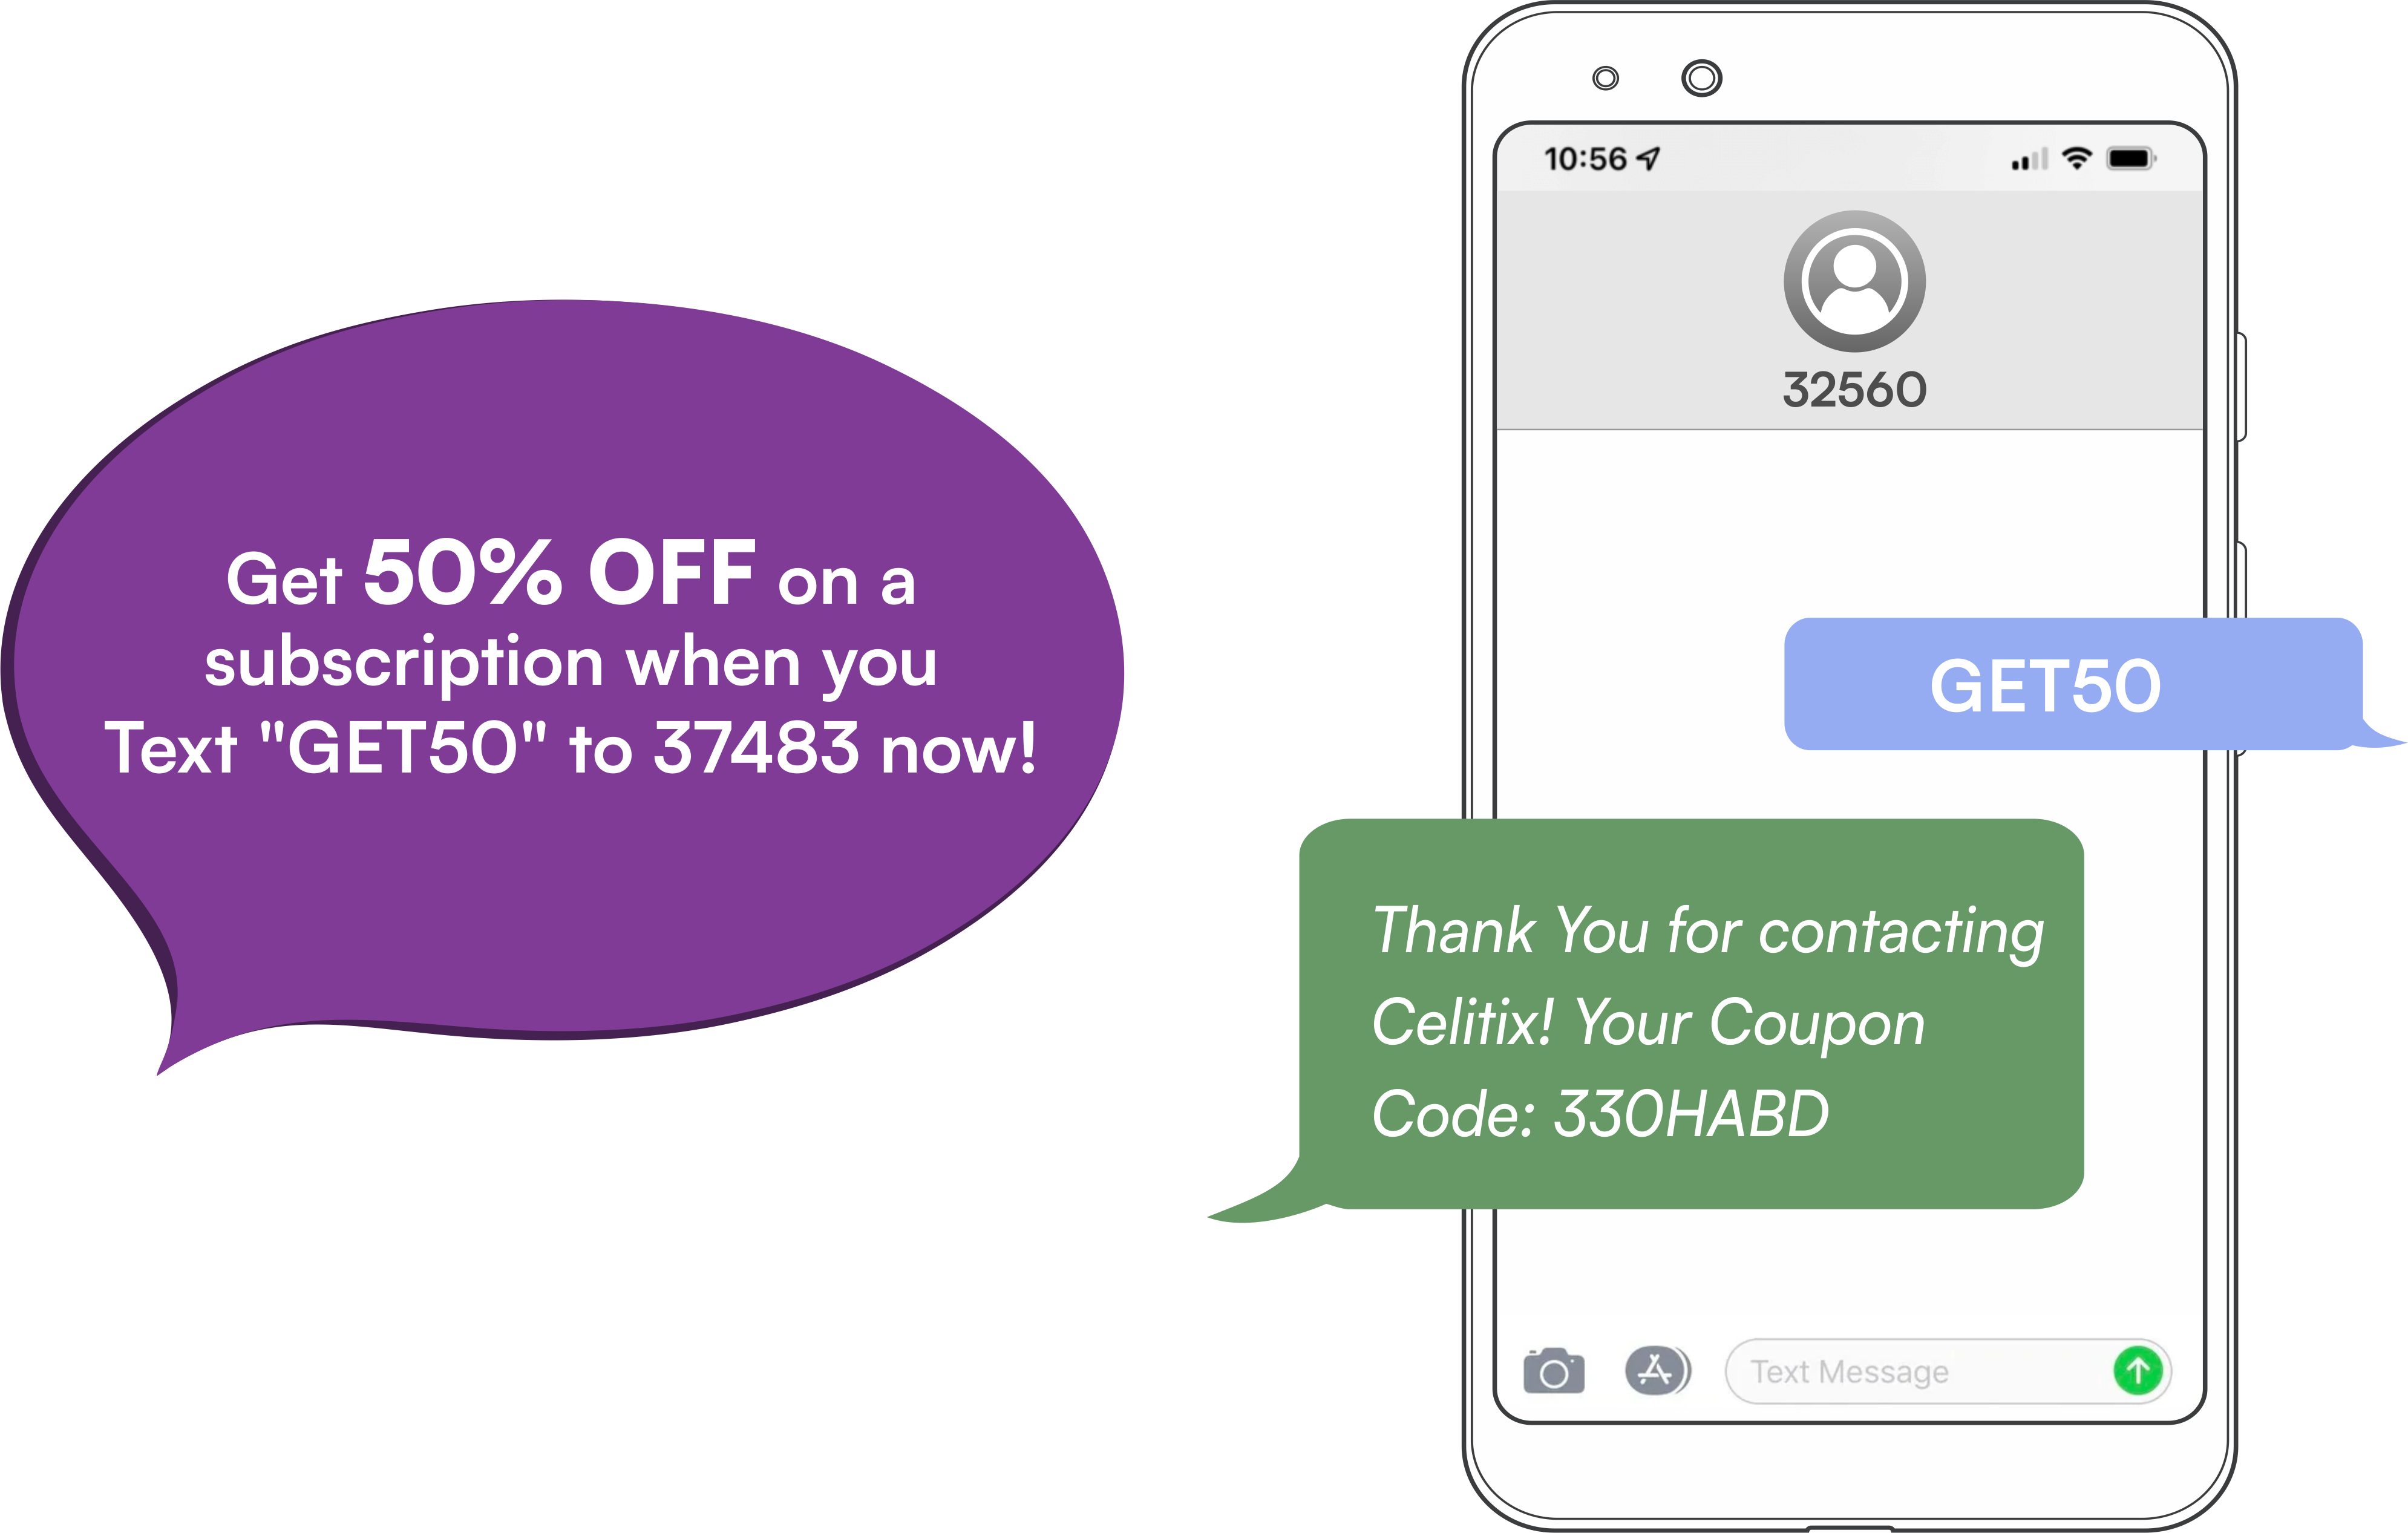 Get 50% OFF on a
subscription when you
Text "GET50" to 37483 now!
10:56
32560
GET50
Thank You for contacting
Celitix! Your Coupon
Code: 330HABD
Text Message